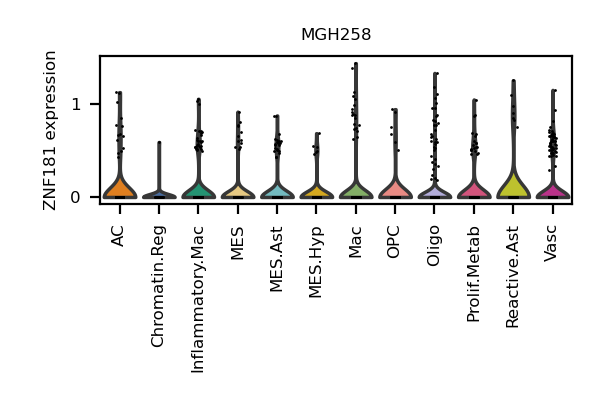 MGH258
ZNF181 expression
1
0
AC
Chromatin.Reg
Inflammatory.Mac
MES
MES.Ast
MES.Hyp
Mac
OPC
Oligo
Prolif.Metab
Reactive.Ast
Vasc